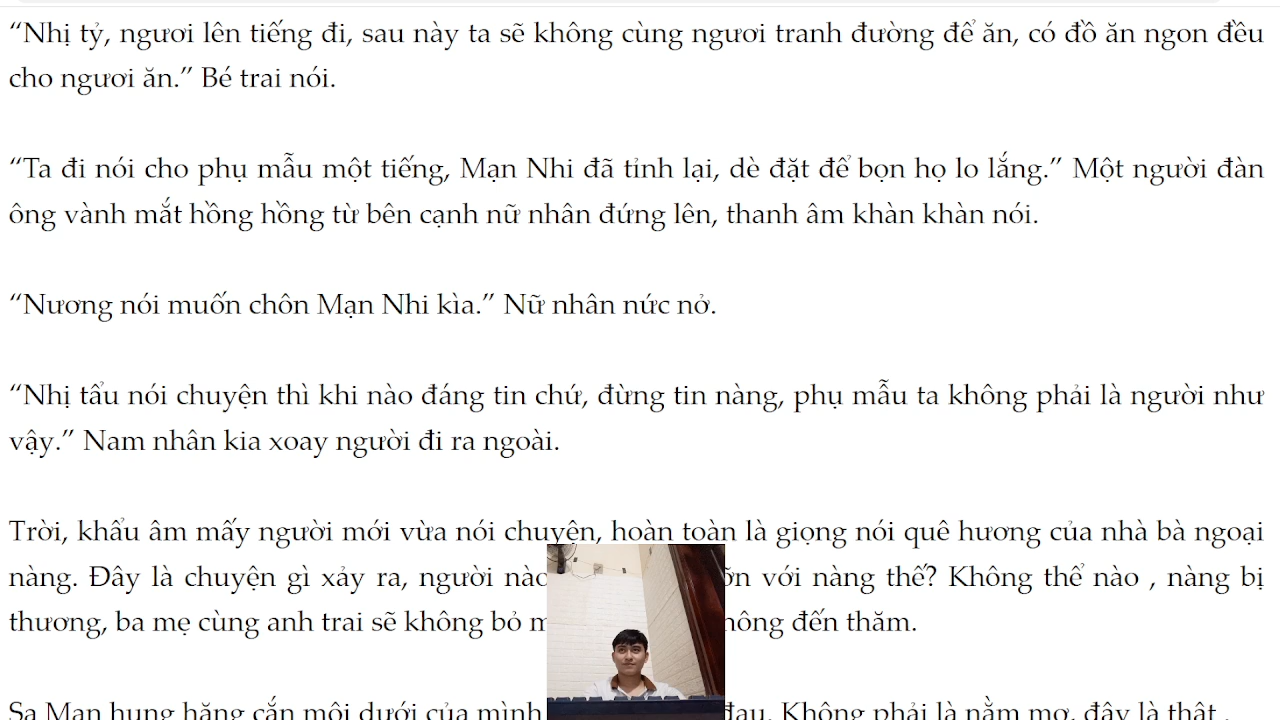 “Nhị tỷ, ngươi lên tiếng đi, sau này ta sẽ không cùng ngươi tranh đường để ăn, có đồ ăn ngon đều
cho ngươi ăn.” Bé trai nói.
“Ta đi nói cho phụ mẫu một tiếng, Mạn Nhi đã tỉnh lại, dè đặt để bọn họ lo lắng.” Một người đàn
ông vành mắt hồng hồng từ bên cạnh nữ nhân đứng lên, thanh âm khàn khàn nói.
“Nương nói muốn chôn Mạn Nhi kìa.” Nữ nhân nức nở.
“Nhị tẩu nói chuyện thì khi nào đáng tin chứ, đừng tin nàng, phụ mẫu ta không phải là người như
vậy.” Nam nhân kia xoay người đi ra ngoài.
Trời, khẩu âm mấy người mới vừa nói chuyện, hoàn toàn là giọng nói quê hương của nhà bà ngoại
nàng. Đây là chuyện gì xảy ra, người nào với nàng thế? Không thể nào , nàng bị
thương, ba mẹ cùng anh trai sẽ không bỏ đến thăm.
Sa Mạn hung hăng cắn môi dưới của mình đau. Không phải là nằm mơ, đây là thật .